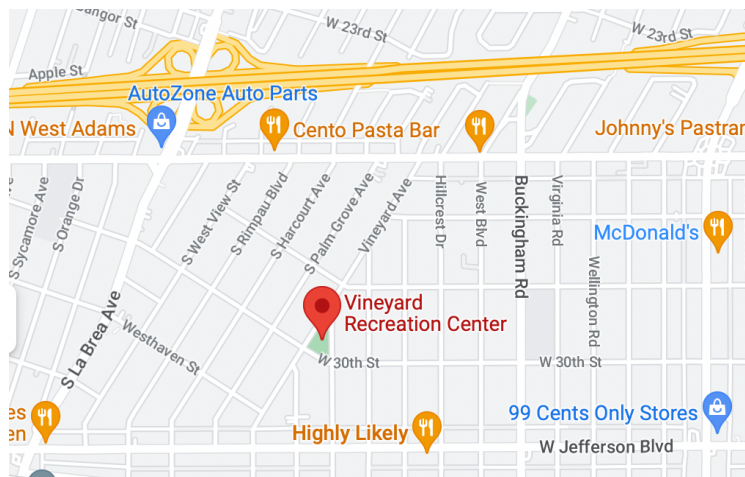 Bangor St
W 23rd St
W 23rd St
Apple St
AutoZone Auto Parts
N West Adams
Cento Pasta Bar
Johnny's Pastram
S Sycamore Ave
S Orange Dr
S West View St
S Rimpau Blvd
S Harcourt Ave
S Palm Grove Ave
Vineyard Ave
Hillcrest Dr
West Blvd
Buckingham Rd
Virginia Rd
McDonald's
Wellington Rd
S La Brea Ave
Westhaven St
Vineyard
Recreation Center
W 30th St
W 30th St
es
en
99 Cents Only Stores
Highly Likely
W Jefferson Blvd